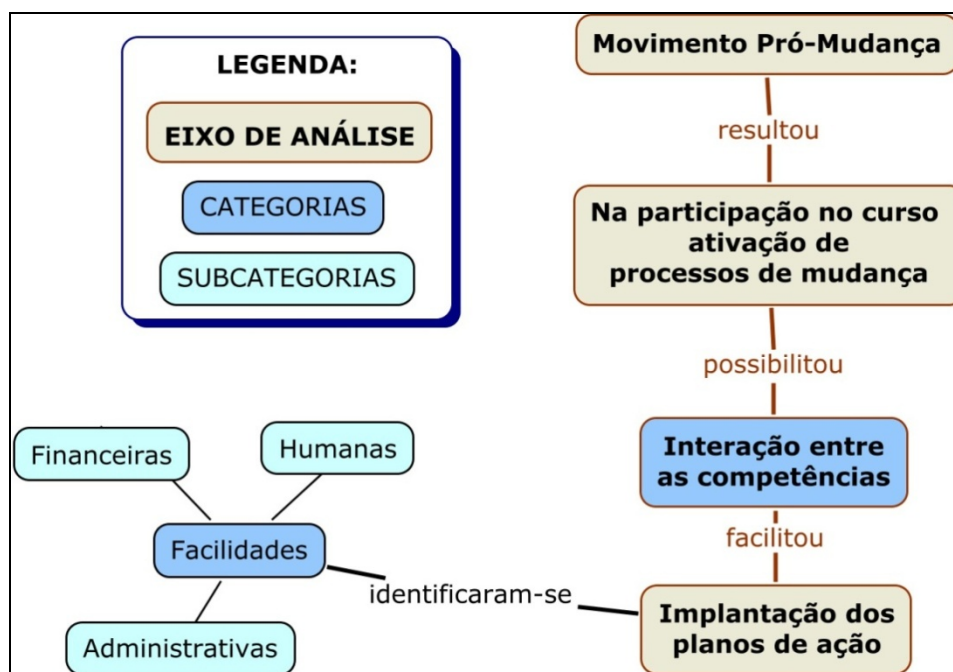 LEGENDA:
EIXO DE ANÁLISE
CATEGORIAS
SUBCATEGORIAS
Movimento Pró-Mudança
resultou
Na participação no curso
ativação de
processos de mudança
possibilitou
Interação entre
as competências
facilitou
Implantação dos
planos de ação
identificaram-se
Facilidades
Financeiras
Humanas
Administrativas